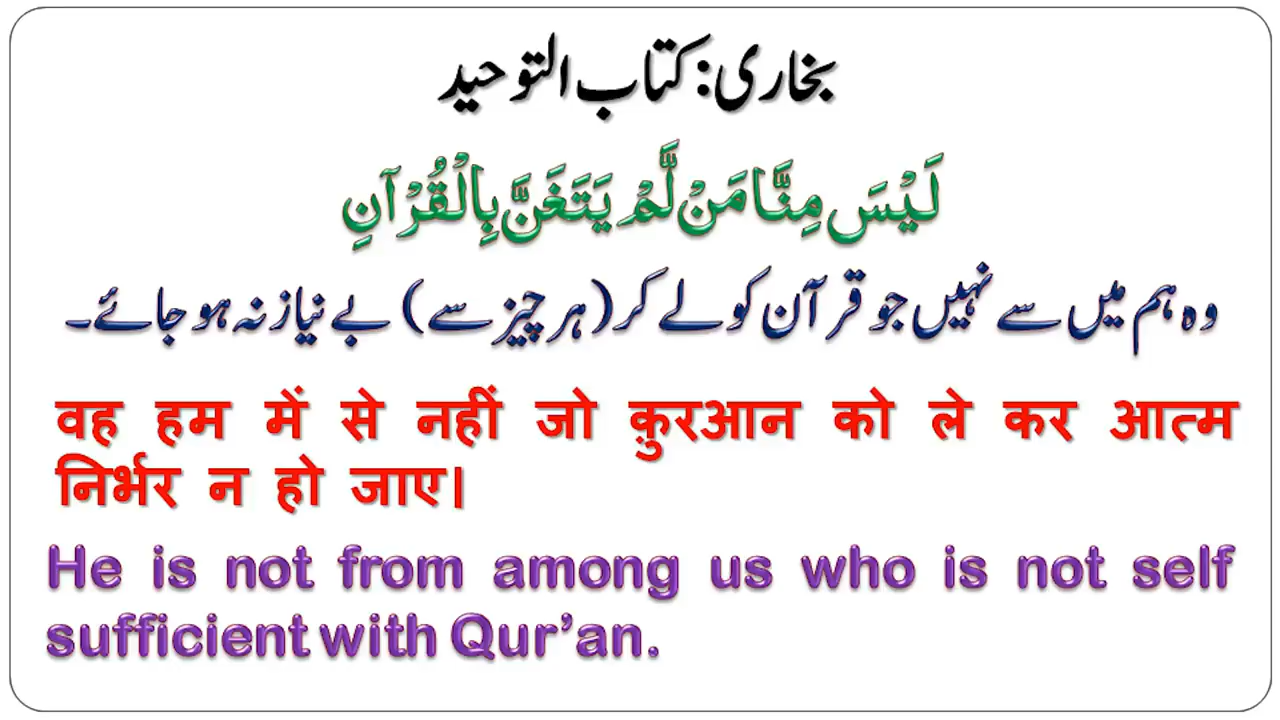 بخاری: کتاب التوحید
لَيْسَ مِنَّا مَنْ لَّمْ يَتَغَنَّ بِالْقُرْآنِ
وہ ہم میں سے نہیں جو قرآن کو لے کر (ہر چیز سے) بے نیاز نہ ہو جائے۔
वह हम में से नहीं जो क़ुरआन को ले कर आत्म
निर्भर न हो जाए।
He is not from among us who is not self
sufficient with Qur’an.